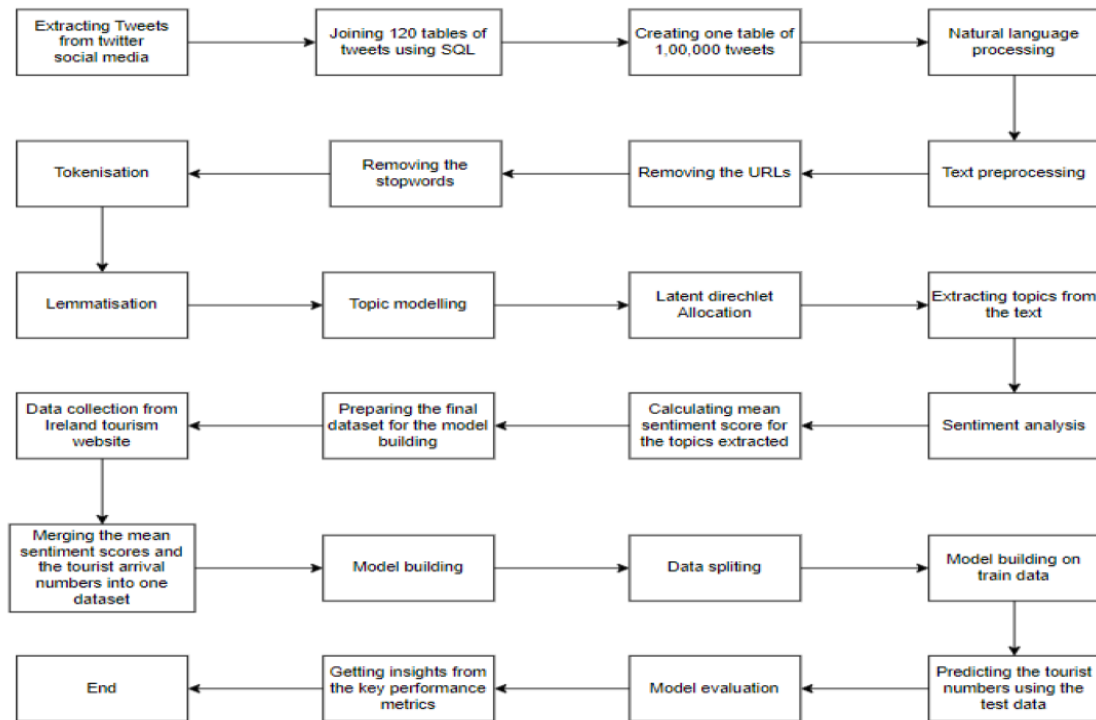 Extracting Tweets
from twitter
social media
Joining 120 tables of
tweets using SQL
Creating one table of
1,00,000 tweets
Natural language
processing
Text preprocessing
Removing the URLs
Removing the
stopwords
Tokenisation
Lemmatisation
Topic modelling
Latent direchlet
Allocation
Extracting topics from
the text
Sentiment analysis
Calculating mean
sentiment score for
the topics extracted
Preparing the final
dataset for the model
building
Data collection from
Ireland tourism
website
Merging the mean
sentiment scores and
the tourist arrival
numbers into one
dataset
Model building
Data spliting
Model building on
train data
Predicting the tourist
numbers using the
test data
Model evaluation
Getting insights from
the key performance
metrics
End